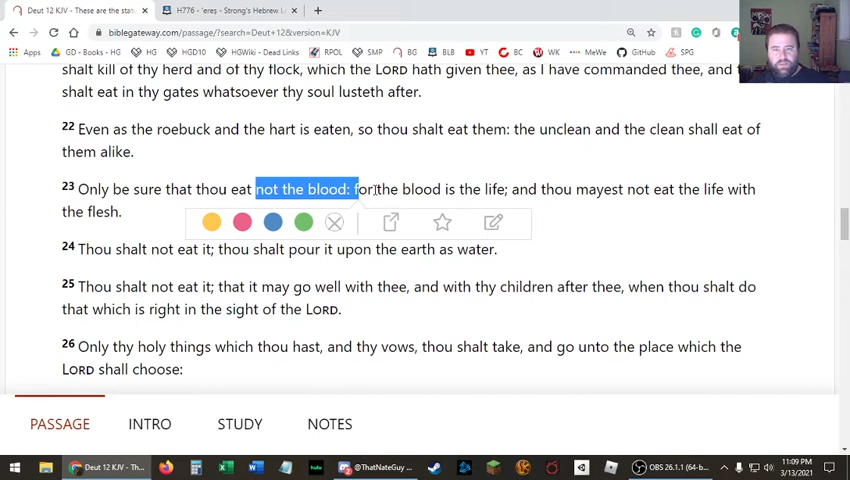 Deut 12 KJV - These are the statu
H776 - 'eres - Strong's Hebrew L
biblegateway.com/passage/?search=Deut+12&version=KJV
Apps
GD - Books - HG
HG
HGD10
HG - Wiki - Dead Links
RPOL
SMP
BG
BLB
YT
BC
WK
MeWe
GitHub
SPG
shalt kill of thy herd and of thy flock, which the LORD hath given thee, as I have commanded thee, and
shalt eat in thy gates whatsoever thy soul lusteth after.
22 Even as the roebuck and the hart is eaten, so thou shalt eat them: the unclean and the clean shall eat of
them alike.
23 Only be sure that thou eat not the blood: for the blood is the life; and thou mayest not eat the life with
the flesh.
24 Thou shalt not eat it; thou shalt pour it upon the earth as water.
25 Thou shalt not eat it; that it may go well with thee, and with thy children after thee, when thou shalt do
that which is right in the sight of the LORD.
26 Only thy holy things which thou hast, and thy vows, thou shalt take, and go unto the place which the
LORD shall choose:
PASSAGE INTRO STUDY NOTES
Deut 12 KJV - Th...
@ThatNateGuy ...
OBS 26.1.1 (64-b...
11:09 PM
3/13/2021